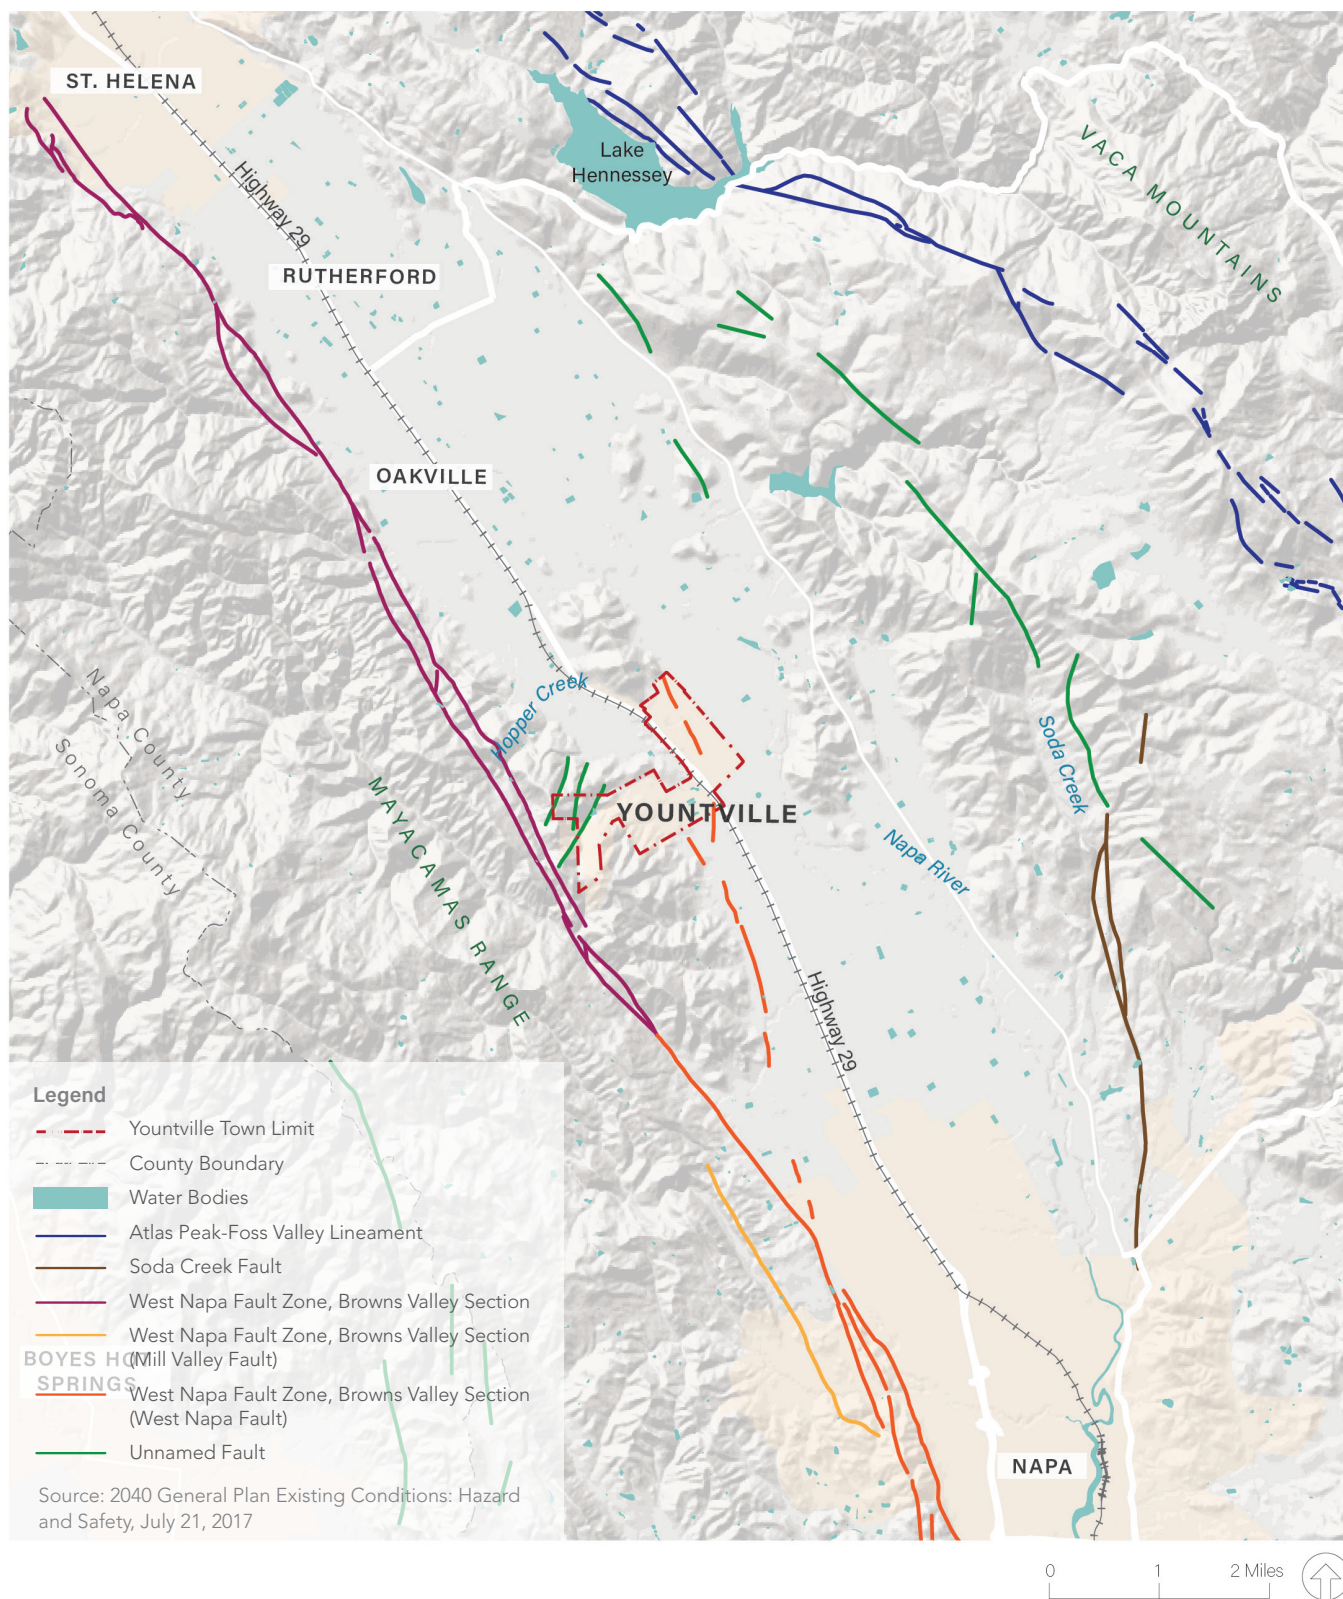 ST. HELENA
Lake
Hennessey
VACA MOUNTAINS
Highway 29
RUTHERFORD
OAKVILLE
Hopper Creek
Napa County
Sonoma County
Soda Creek
MAYACAMAS RANGE
YOUNTVILLE
Napa River
Highway 29
Legend
Yountville Town Limit
County Boundary
Water Bodies
Atlas Peak-Foss Valley Lineament
Soda Creek Fault
West Napa Fault Zone, Browns Valley Section
West Napa Fault Zone, Browns Valley Section
(Mill Valley Fault)
BOYES HOT
SPRINGS
West Napa Fault Zone, Browns Valley Section
(West Napa Fault)
Unnamed Fault
NAPA
Source: 2040 General Plan Existing Conditions: Hazard
and Safety, July 21, 2017
0 1 2 Miles